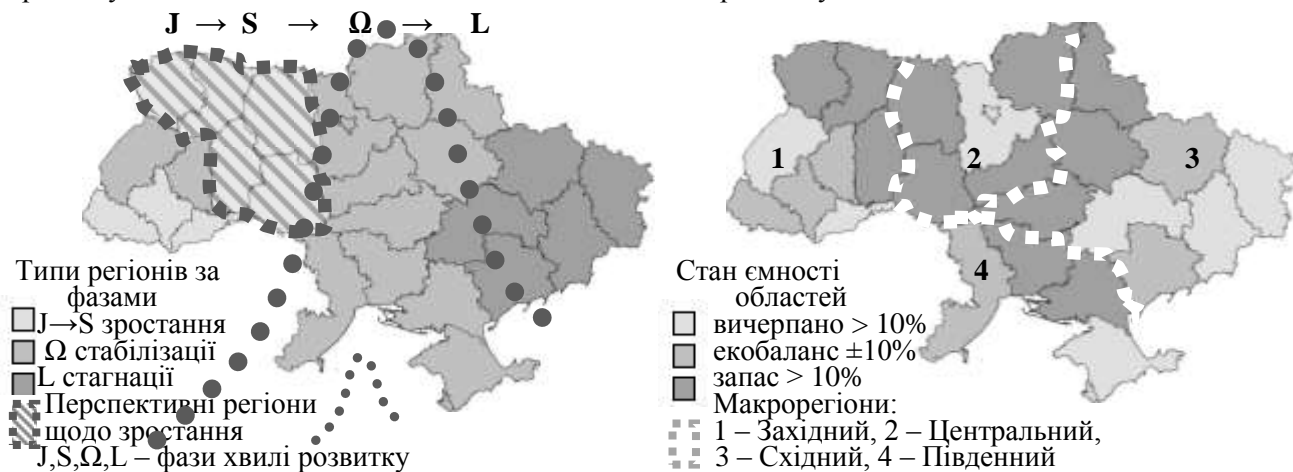 J → S → Ω → L
Типи регіонів за
фазами
J→S зростання
Ω стабілізації
L стагнації
Перспективні регіони
щодо зростання
J,S,Ω,L – фази хвилі розвитку
1
2
3
4
Стан ємності
областей
вичерпано > 10%
екобаланс ±10%
запас > 10%
Макрорегіони:
1 – Західний, 2 – Центральний,
3 – Східний, 4 – Південний